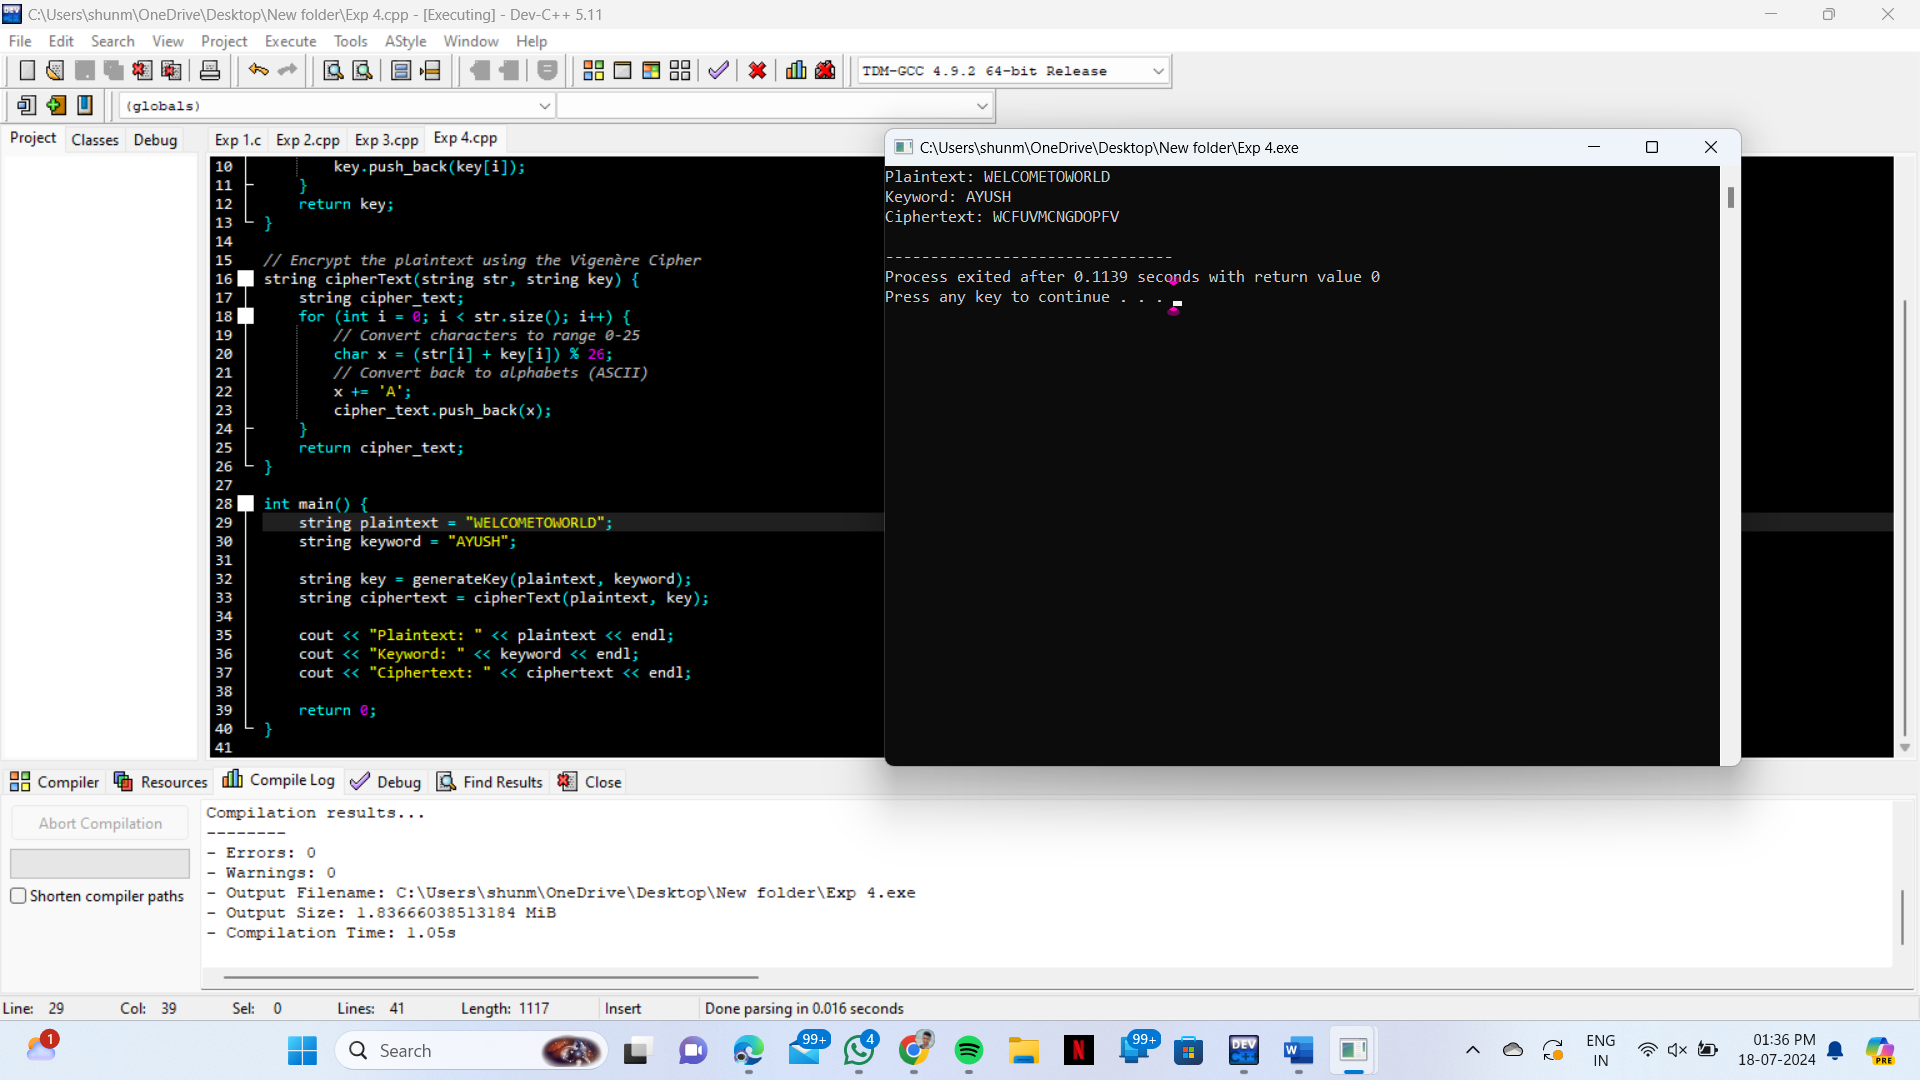 C:\Users\shunm\OneDrive\Desktop\New folder\Exp 4.cpp - [Executing] - Dev-C++ 5.11
File Edit Search View Project Execute Tools AStyle Window Help
TDM-GCC 4.9.2 64-bit Release
(globals)
Project Classes Debug
Exp 1.c Exp 2.cpp Exp 3.cpp Exp 4.cpp
10 key.push_back(key[i]);
11 }
12 return key;
13 }
14
15 // Encrypt the plaintext using the Vigenère Cipher
16 string cipherText(string str, string key) {
17 string cipher_text;
18 for (int i = 0; i < str.size(); i++) {
19 // Convert characters to range 0-25
20 char x = (str[i] + key[i]) % 26;
21 // Convert back to alphabets (ASCII)
22 x += 'A';
23 cipher_text.push_back(x);
24 }
25 return cipher_text;
26 }
27
28 int main() {
29 string plaintext = "WELCOMETOWORLD";
30 string keyword = "AYUSH";
31
32 string key = generateKey(plaintext, keyword);
33 string ciphertext = cipherText(plaintext, key);
34
35 cout << "Plaintext: " << plaintext << endl;
36 cout << "Keyword: " << keyword << endl;
37 cout << "Ciphertext: " << ciphertext << endl;
38
39 return 0;
40 }
41
C:\Users\shunm\OneDrive\Desktop\New folder\Exp 4.exe
Plaintext: WELCOMETOWORLD
Keyword: AYUSH
Ciphertext: WCFUVMCNGDOPFV
--------------------------------
Process exited after 0.1139 seconds with return value 0
Press any key to continue . . .
Compiler Resources Compile Log Debug Find Results Close
Abort Compilation
Shorten compiler paths
Compilation results...
--------
- Errors: 0
- Warnings: 0
- Output Filename: C:\Users\shunm\OneDrive\Desktop\New folder\Exp 4.exe
- Output Size: 1.83666038513184 MiB
- Compilation Time: 1.05s
Line: 29 Col: 39 Sel: 0 Lines: 41 Length: 1117 Insert Done parsing in 0.016 seconds
1
Search
99+
4
99+
DEV
ENG
IN
01:36 PM
18-07-2024
PRE